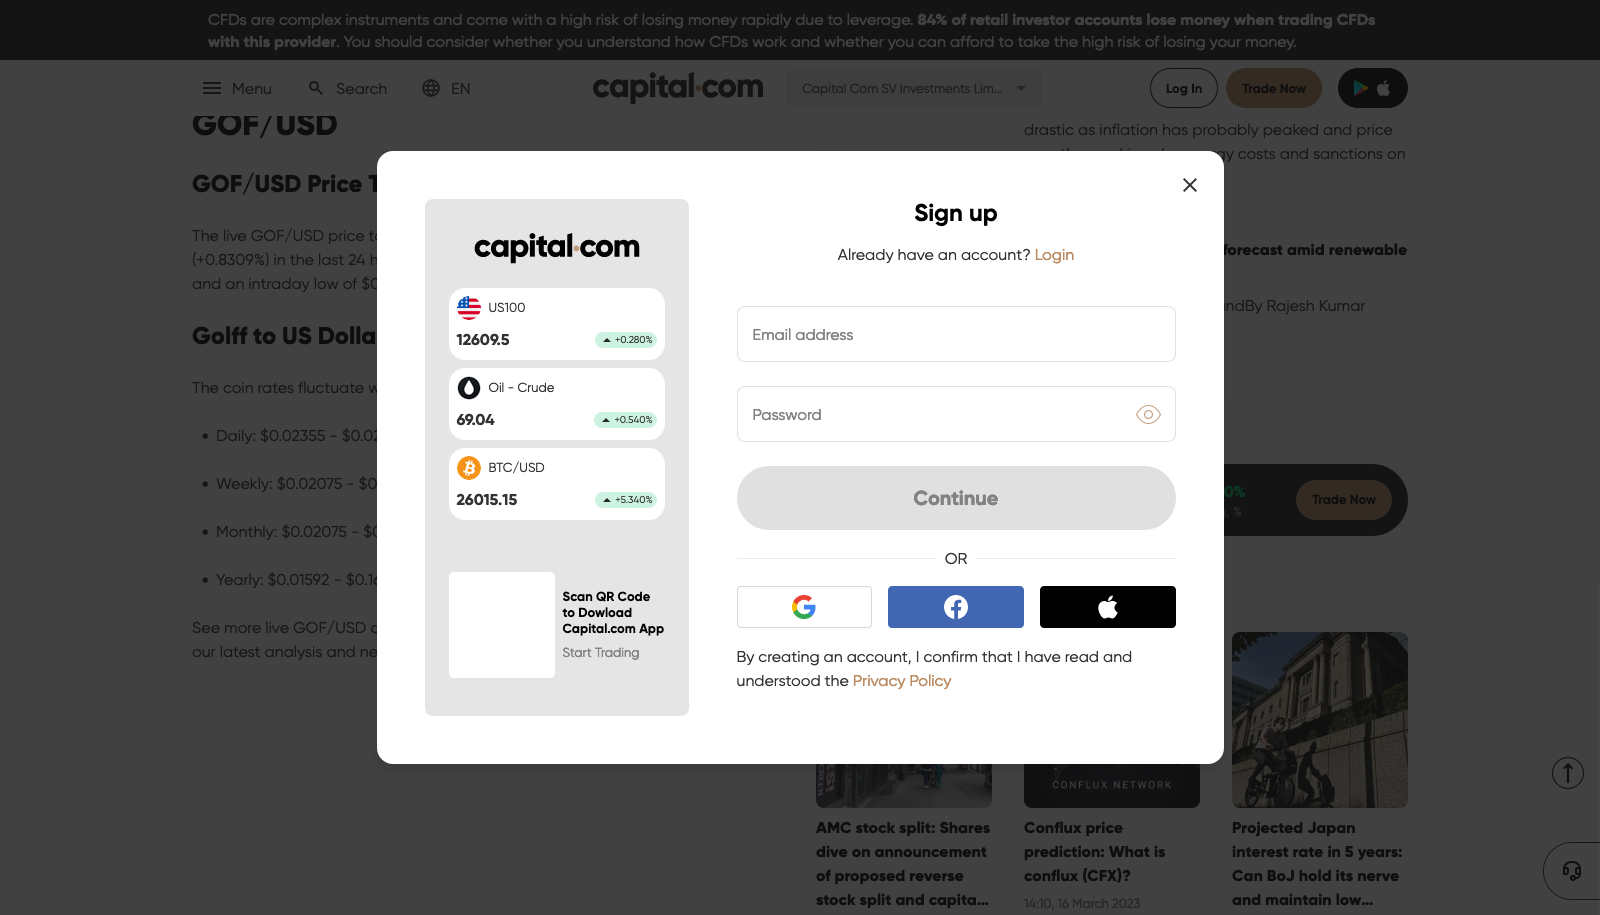 CFDs are complex instruments and come with a high risk of losing money rapidly due to leverage. 84% of retail investor accounts lose money when trading CFDs
with this provider. You should consider whether you understand how CFDs work and whether you can afford to take the high risk of losing your money.
Menu
Search
EN
capital.com
Capital Com SV Investments Lim...
Log In
Trade Now
GOF/USD
GOF/USD Price T
The live GOF/USD price to
(+0.8309%) in the last 24 h
and an intraday low of $0
Golff to US Dolla
The coin rates fluctuate w
• Daily: $0.02355 - $0.02
• Weekly: $0.02075 - $0
• Monthly: $0.02075 - $0
• Yearly: $0.01592 - $0.16
See more live GOF/USD c
our latest analysis and ne
capital.com
US100
12609.5
+0.280%
Oil - Crude
69.04
+0.540%
BTC/USD
26015.15
+5.340%
Scan QR Code
to Dowload
Capital.com App
Start Trading
Sign up
Already have an account? Login
Email address
Password
Continue
OR
By creating an account, I confirm that I have read and
understood the Privacy Policy
drastic as inflation has probably peaked and price
gy costs and sanctions on
forecast amid renewable
ndBy Rajesh Kumar
0%
, %
Trade Now
CONFLUX NETWORK
AMC stock split: Shares
dive on announcement
of proposed reverse
stock split and capita...
Conflux price
prediction: What is
conflux (CFX)?
14:10, 16 March 2023
Projected Japan
interest rate in 5 years:
Can BoJ hold its nerve
and maintain low...